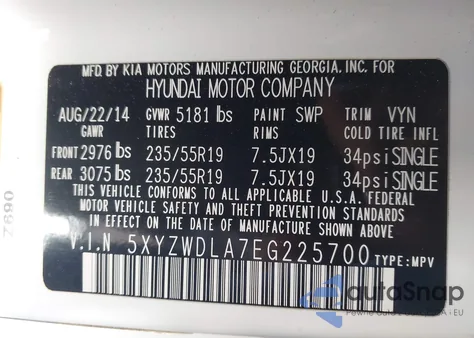 MFD. BY KIA MOTORS MANUFACTURING GEORGIA, INC. FOR
HYUNDAI MOTOR COMPANY
AUG/22/14 GVWR 5181 lbs PAINT SWP TRIM VYN
GAWR TIRES RIMS COLD TIRE INFL
FRONT 2976 lbs 235/55R19 7.5JX19 34psi SINGLE
REAR 3075 lbs 235/55R19 7.5JX19 34psi SINGLE
THIS VEHICLE CONFORMS TO ALL APPLICABLE U.S.A. FEDERAL
MOTOR VEHICLE SAFETY, BUMPER, AND THEFT PREVENTION
STANDARDS IN EFFECT ON THE DATE OF MANUFACTURE SHOWN ABOVE.
V.I.N 5XYZWDLA7EG225700 TYPE:MPV
autoSnap